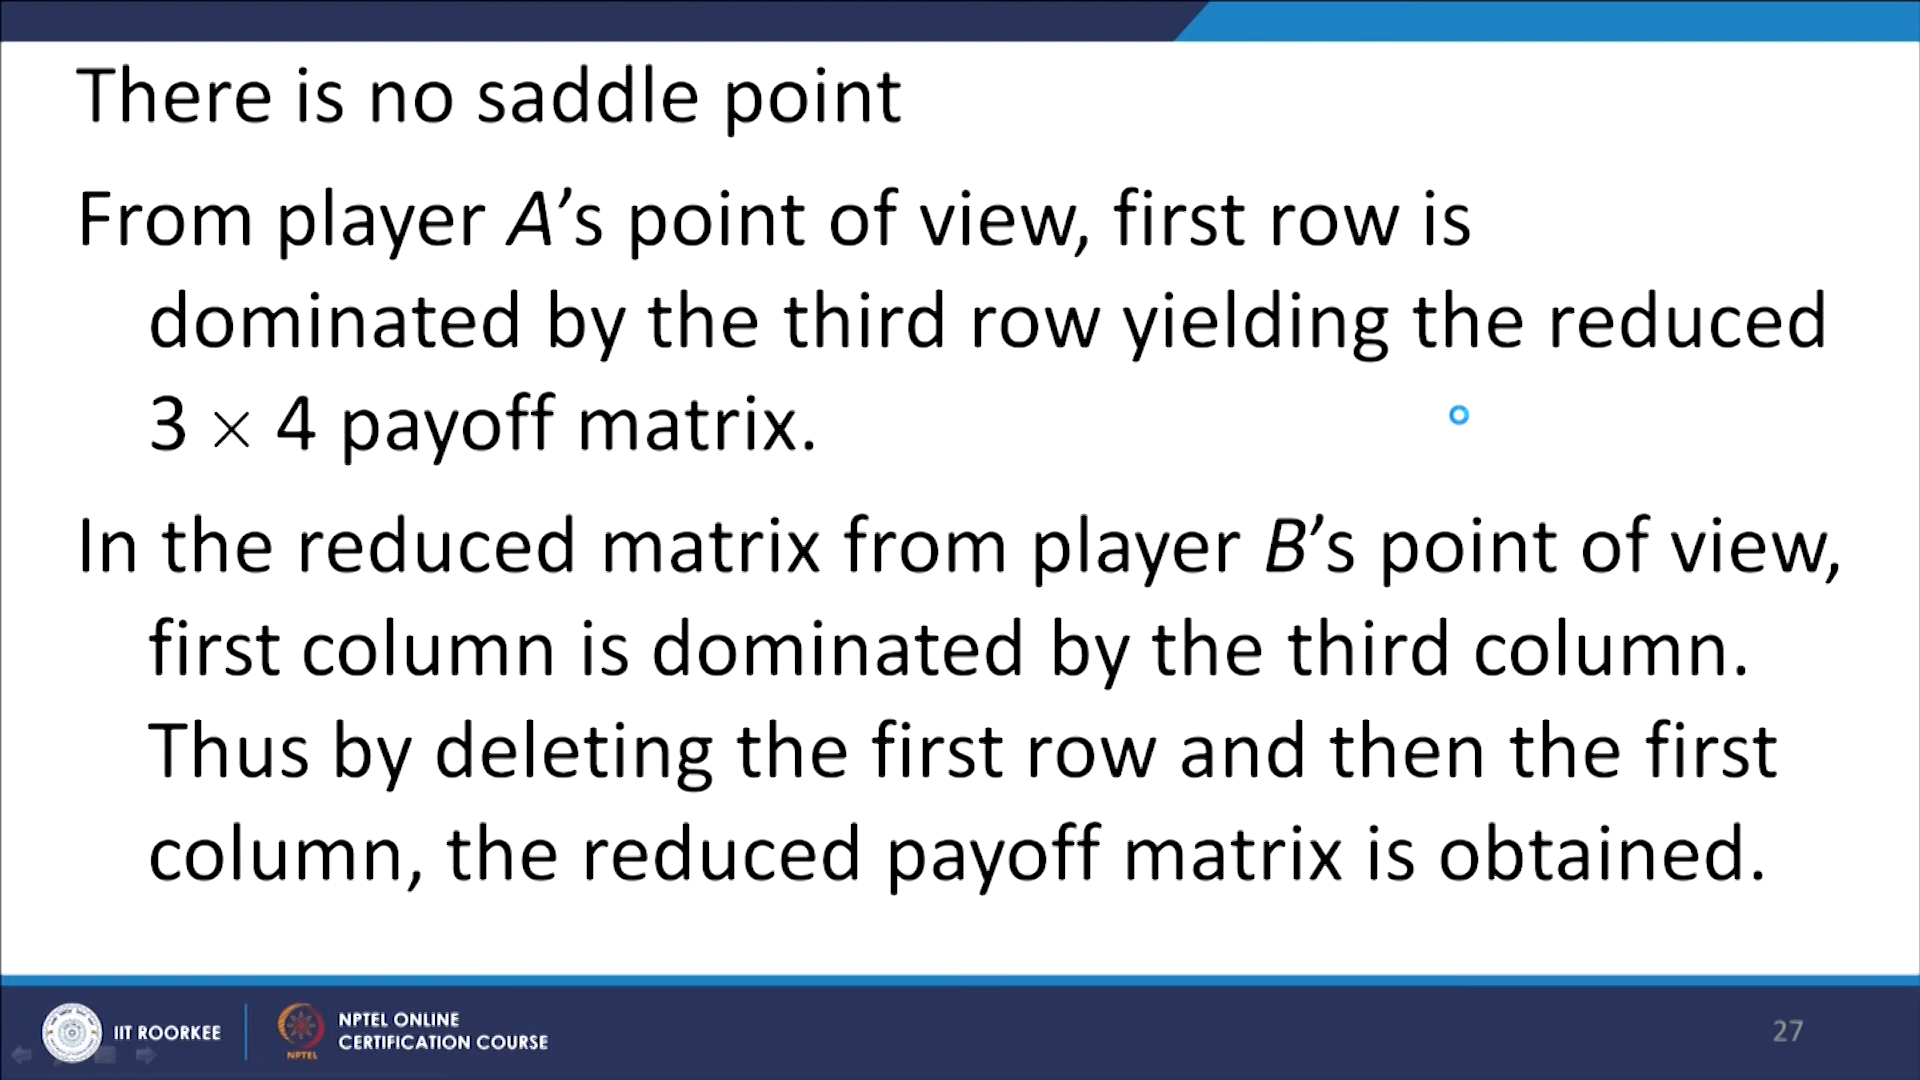 There is no saddle point
From player A’s point of view, first row is
dominated by the third row yielding the reduced
3 × 4 payoff matrix.
In the reduced matrix from player B’s point of view,
first column is dominated by the third column.
Thus by deleting the first row and then the first
column, the reduced payoff matrix is obtained.
IIT ROORKEE
NPTEL
NPTEL ONLINE
CERTIFICATION COURSE
27